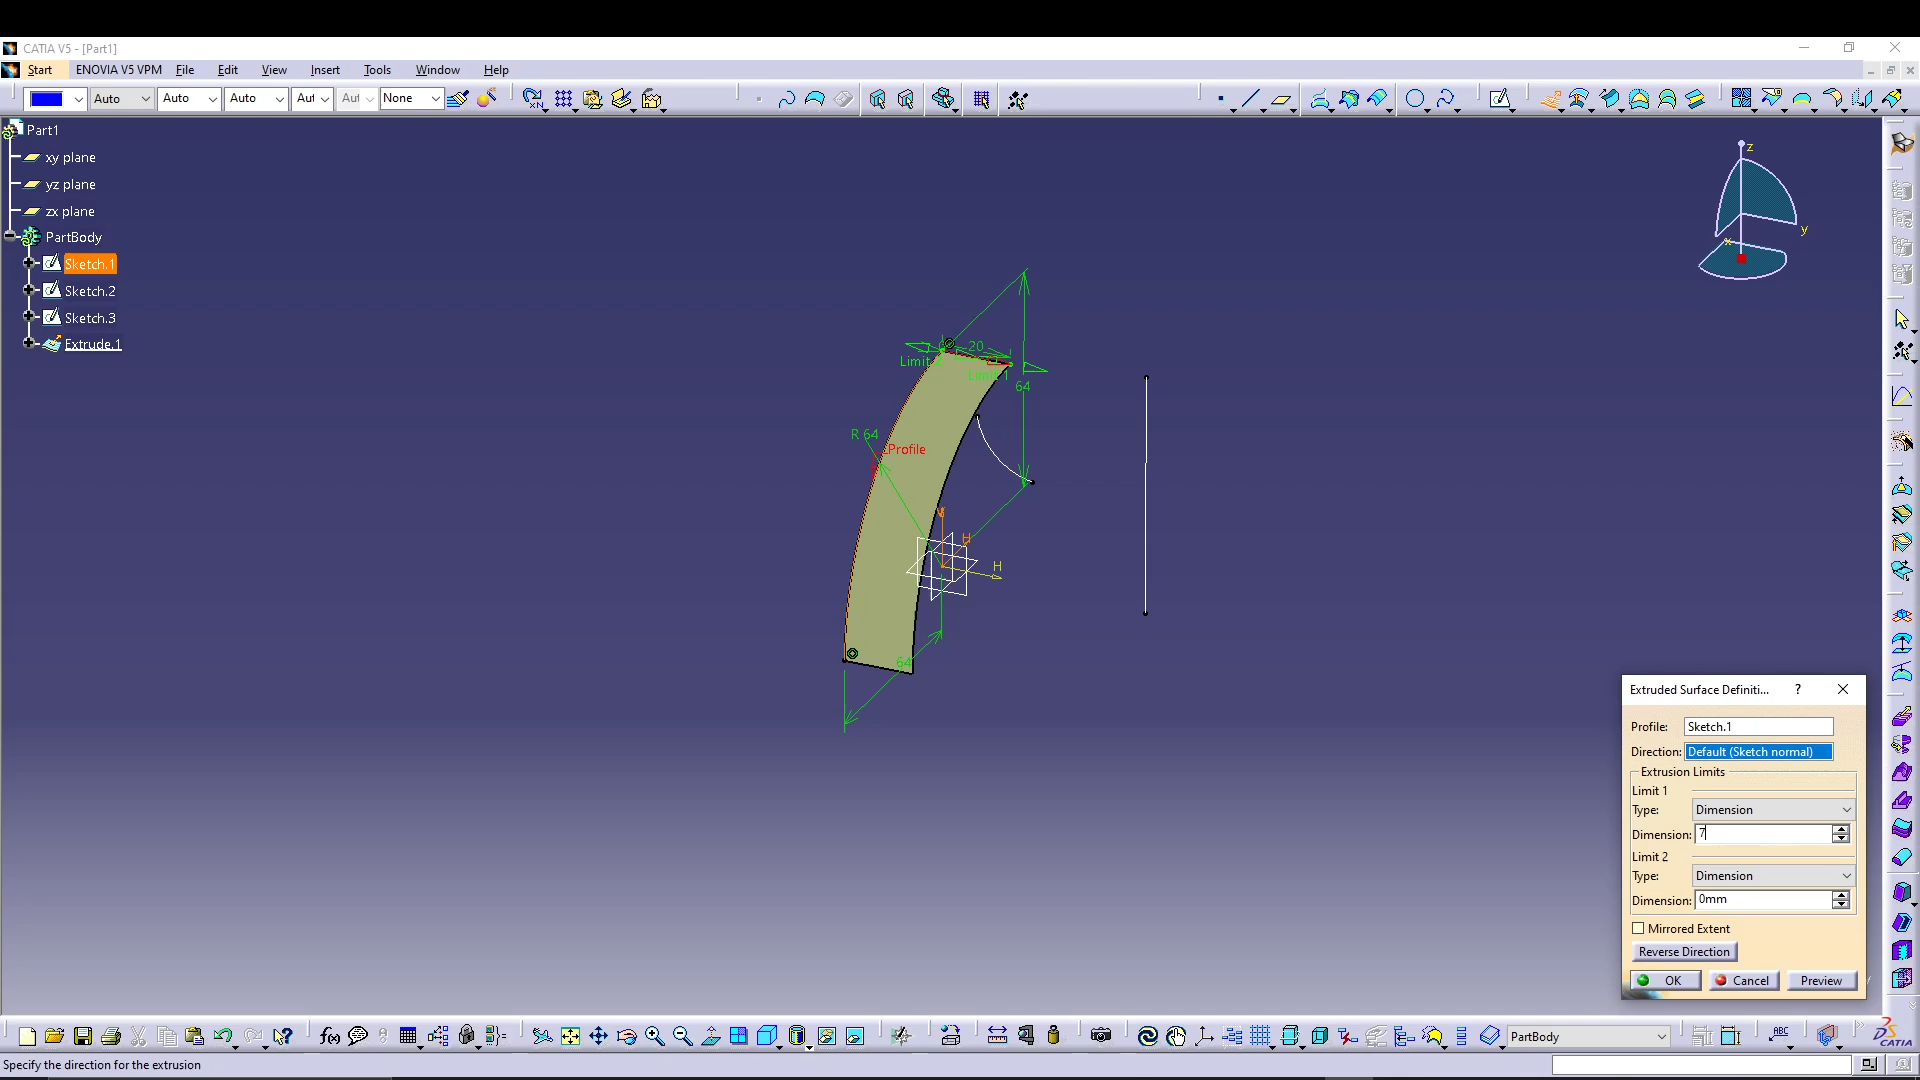 CATIA V5 - [Part1]
Start ENOVIA V5 VPM File Edit View Insert Tools Window Help
Auto Auto Auto Aut Aut None
Part1
xy plane
yz plane
zx plane
PartBody
Sketch.1
Sketch.2
Sketch.3
Extrude.1
z
y
x
20
Limit
Limit 1
64
R 64
Profile
V
H
H
64
Extruded Surface Definiti... ?
Profile: Sketch.1
Direction: Default (Sketch normal)
Extrusion Limits
Limit 1
Type: Dimension
Dimension: 7
Limit 2
Type: Dimension
Dimension: 0mm
Mirrored Extent
Reverse Direction
OK Cancel Preview
PartBody
CATIA
Specify the direction for the extrusion